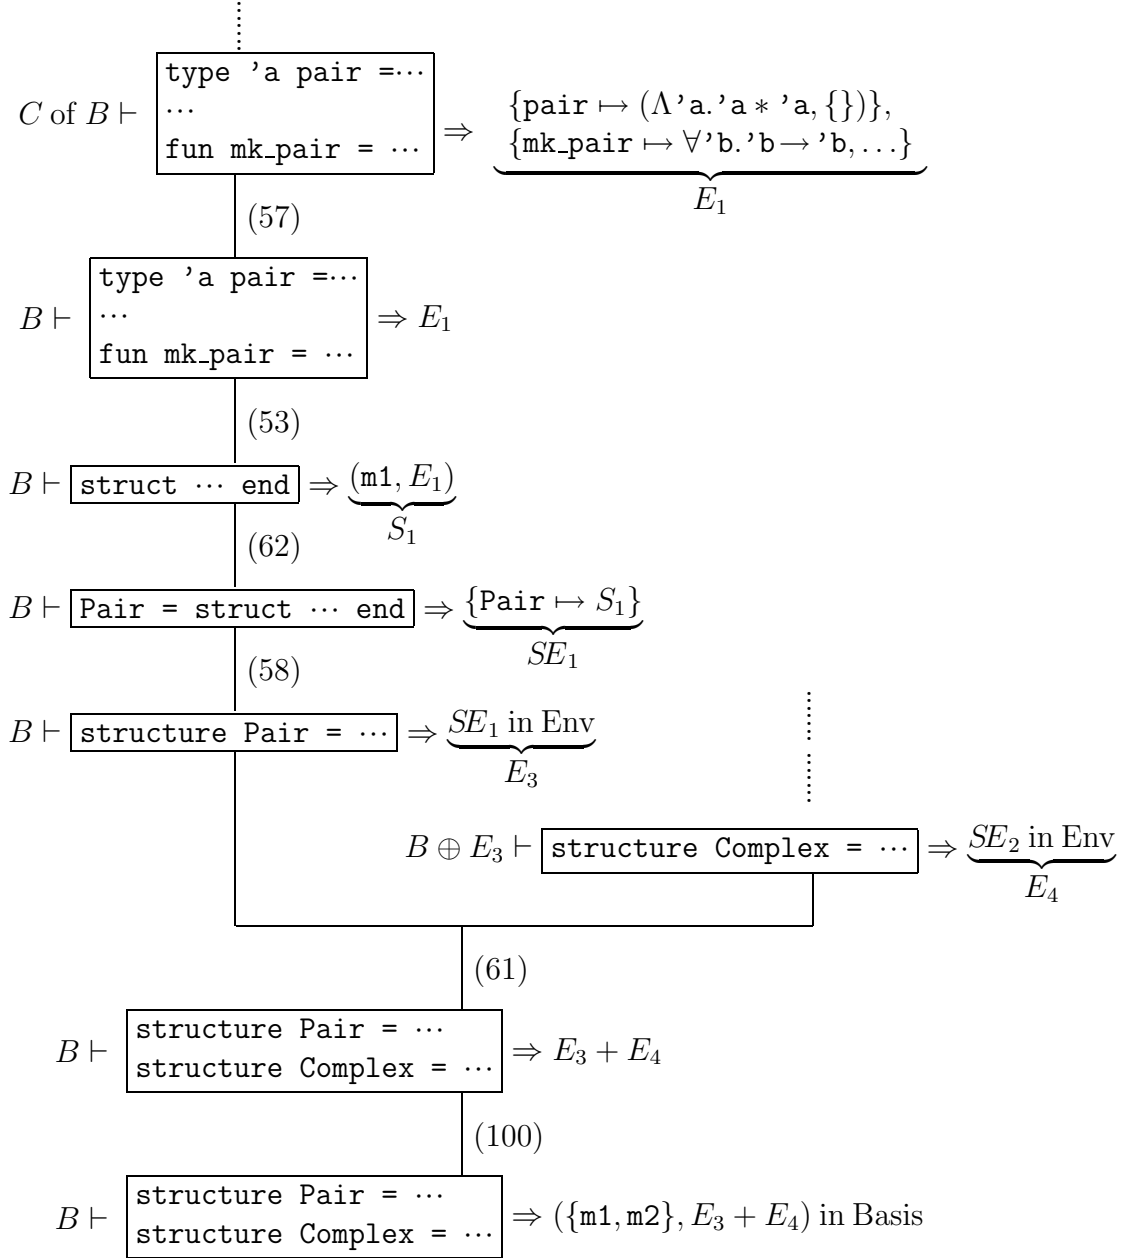 type 'a pair =···
C of B ⊢ ··· ⇒ {pair ↦ (Λ'a.'a * 'a, {})},
fun mk_pair = ··· {mk_pair ↦ ∀'b.'b → 'b, ...}
E₁
(57)
type 'a pair =···
B ⊢ ··· ⇒ E₁
fun mk_pair = ···
(53)
B ⊢ struct ··· end ⇒ (m1, E₁)
S₁
(62)
B ⊢ Pair = struct ··· end ⇒ {Pair ↦ S₁}
SE₁
(58)
B ⊢ structure Pair = ··· ⇒ SE₁ in Env
E₃
B ⊕ E₃ ⊢ structure Complex = ··· ⇒ SE₂ in Env
E₄
(61)
structure Pair = ···
B ⊢ ⇒ E₃ + E₄
structure Complex = ···
(100)
structure Pair = ···
B ⊢ ⇒ ({m1, m2}, E₃ + E₄) in Basis
structure Complex = ···